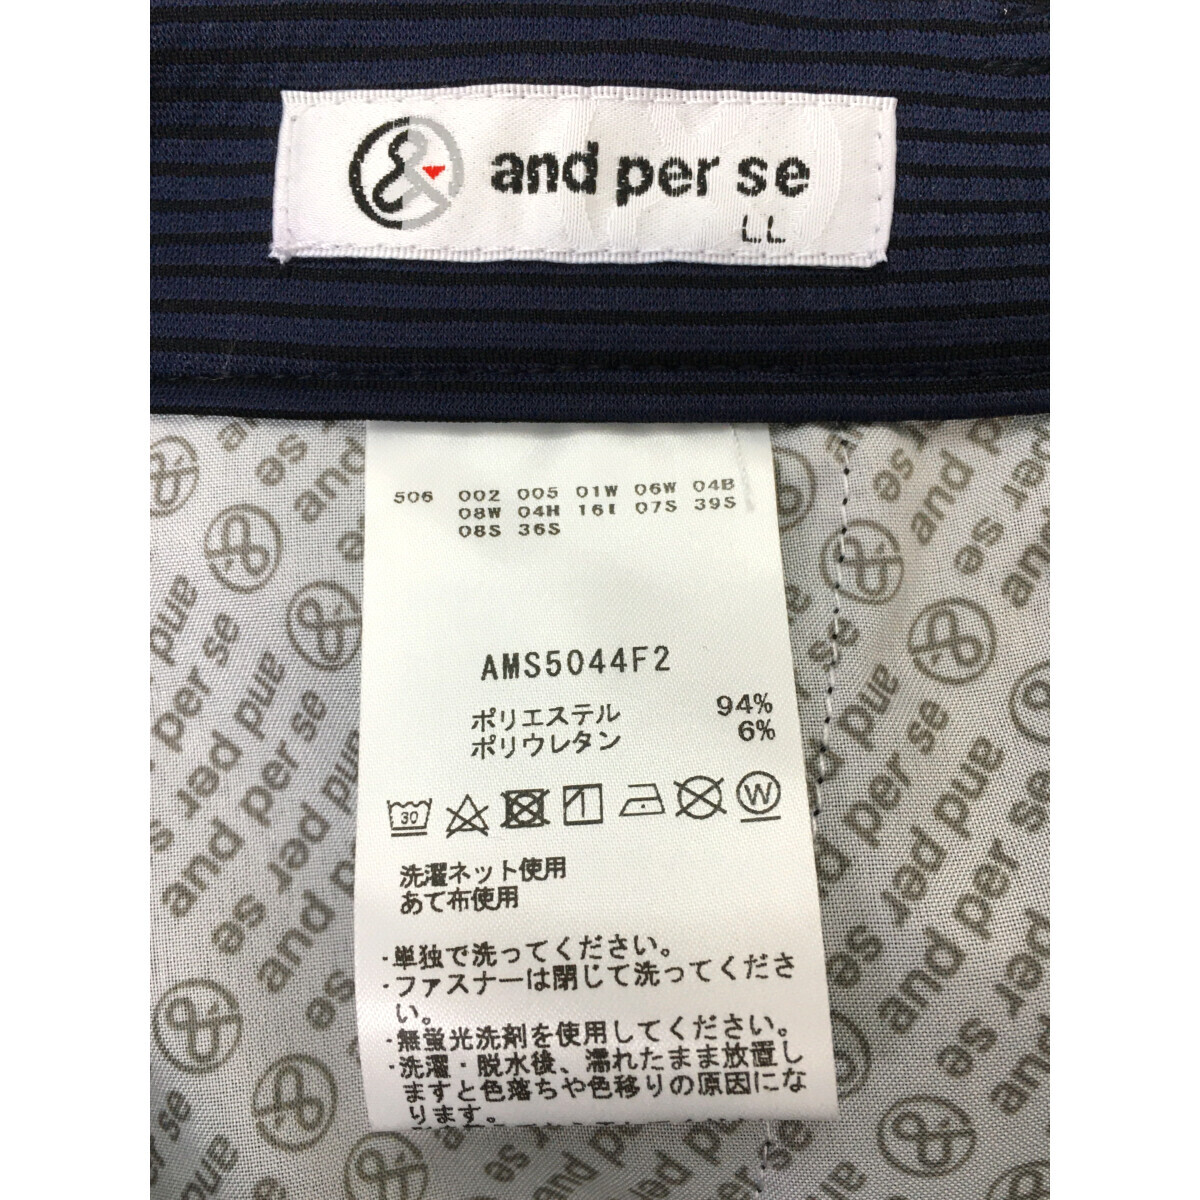 & and per se
LL
506 002 005 01W 06W 04B
08W 04H 16I 07S 39S
08S 36S
AMS5044F2
ポリエステル 94%
ポリウレタン 6%
30 W
洗濯ネット使用
あて布使用
・単独で洗ってください。
・ファスナーは閉じて洗ってくださ
い。
・無蛍光洗剤を使用してください。
・洗濯・脱水後、濡れたまま放置し
ますと色落ちや色移りの原因にな
ります。